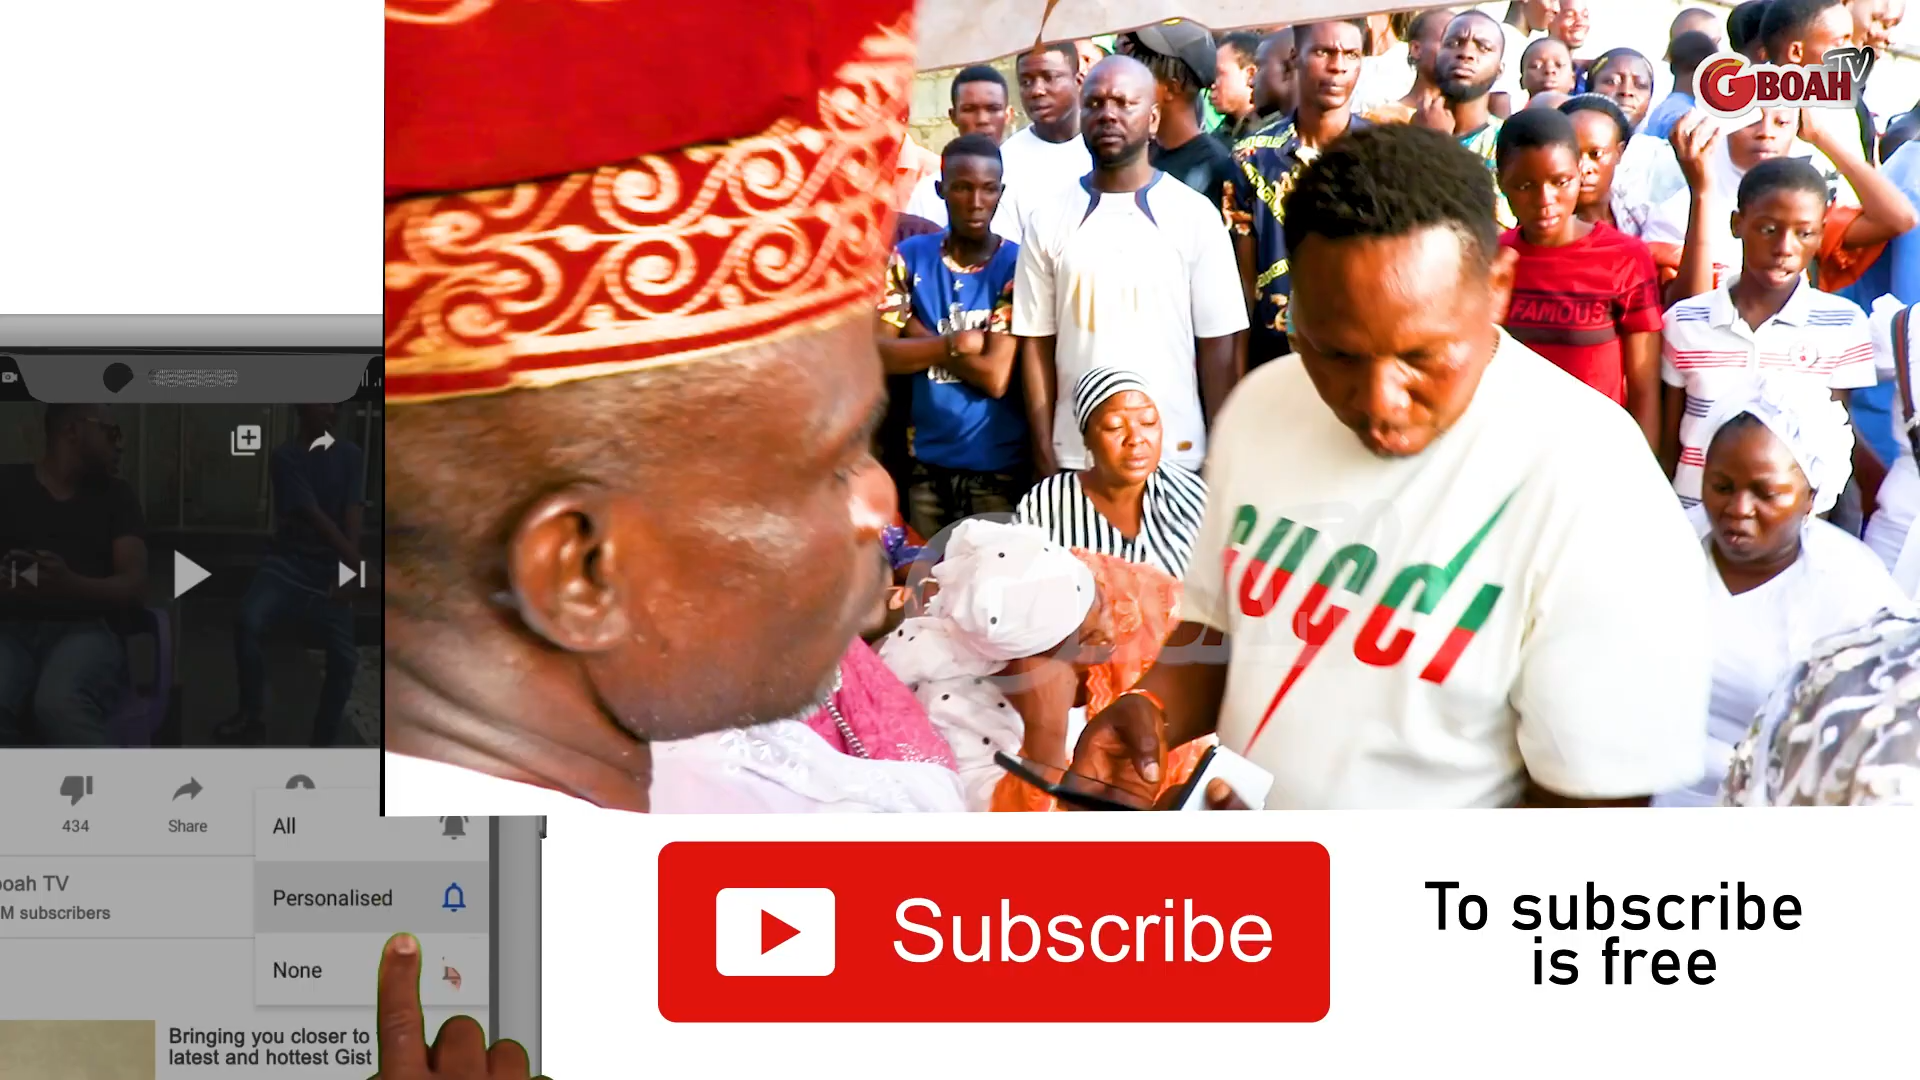 GBOAH TV
FAMOUS
GUCCI
434
Share
All
Personalised
None
oah TV
M subscribers
Bringing you closer to
latest and hottest Gist
Subscribe
To subscribe
is free